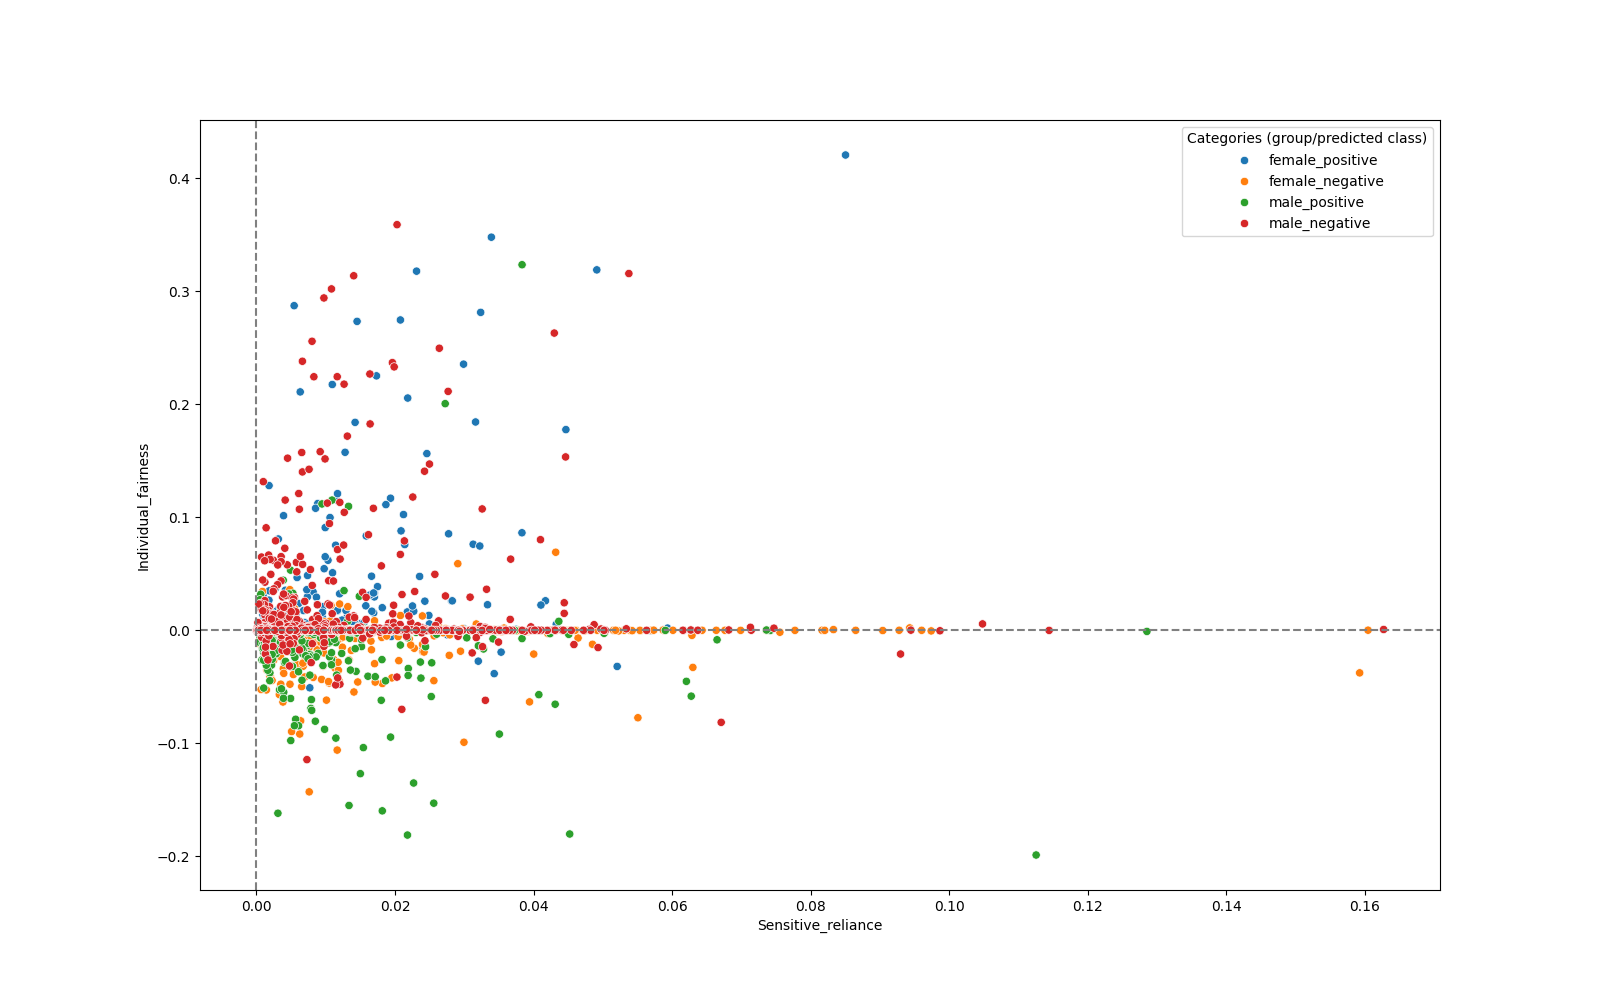 Categories (group/predicted class)
female_positive
female_negative
male_positive
male_negative
0.4
0.3
0.2
0.1
0.0
−0.1
−0.2
Individual_fairness
0.00 0.02 0.04 0.06 0.08 0.10 0.12 0.14 0.16
Sensitive_reliance